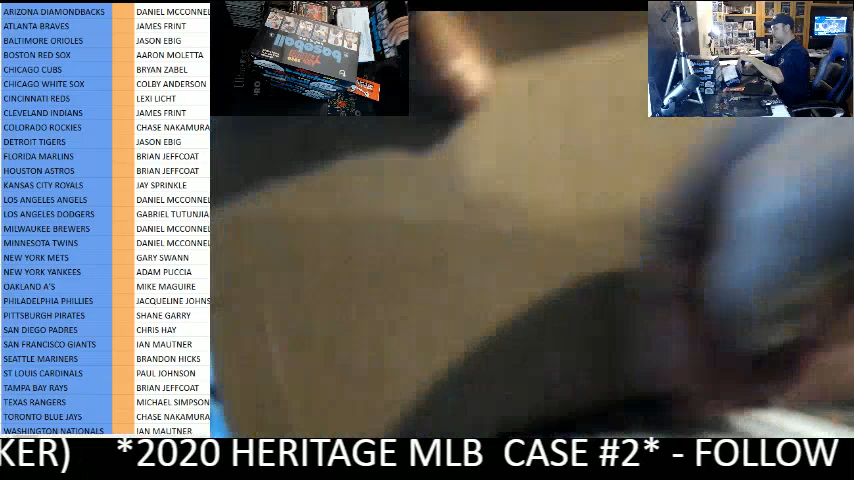 ARIZONA DIAMONDBACKS DANIEL MCCONNEL
ATLANTA BRAVES JAMES FRINT
BALTIMORE ORIOLES JASON EBIG
BOSTON RED SOX AARON MOLETTA
CHICAGO CUBS BRYAN ZABEL
CHICAGO WHITE SOX COLBY ANDERSON
CINCINNATI REDS LEXI LICHT
CLEVELAND INDIANS JAMES FRINT
COLORADO ROCKIES CHASE NAKAMURA
DETROIT TIGERS JASON EBIG
FLORIDA MARLINS BRIAN JEFFCOAT
HOUSTON ASTROS BRIAN JEFFCOAT
KANSAS CITY ROYALS JAY SPRINKLE
LOS ANGELES ANGELS DANIEL MCCONNEL
LOS ANGELES DODGERS GABRIEL TUTUNJIA
MILWAUKEE BREWERS DANIEL MCCONNEL
MINNESOTA TWINS DANIEL MCCONNEL
NEW YORK METS GARY SWANN
NEW YORK YANKEES ADAM PUCCIA
OAKLAND A'S MIKE MAGUIRE
PHILADELPHIA PHILLIES JACQUELINE JOHNS
PITTSBURGH PIRATES SHANE GARRY
SAN DIEGO PADRES CHRIS HAY
SAN FRANCISCO GIANTS IAN MAUTNER
SEATTLE MARINERS BRANDON HICKS
ST LOUIS CARDINALS PAUL JOHNSON
TAMPA BAY RAYS BRIAN JEFFCOAT
TEXAS RANGERS MICHAEL SIMPSON
TORONTO BLUE JAYS CHASE NAKAMURA
WASHINGTON NATIONALS IAN MAUTNER
baseball
KER) *2020 HERITAGE MLB CASE #2* - FOLLOW